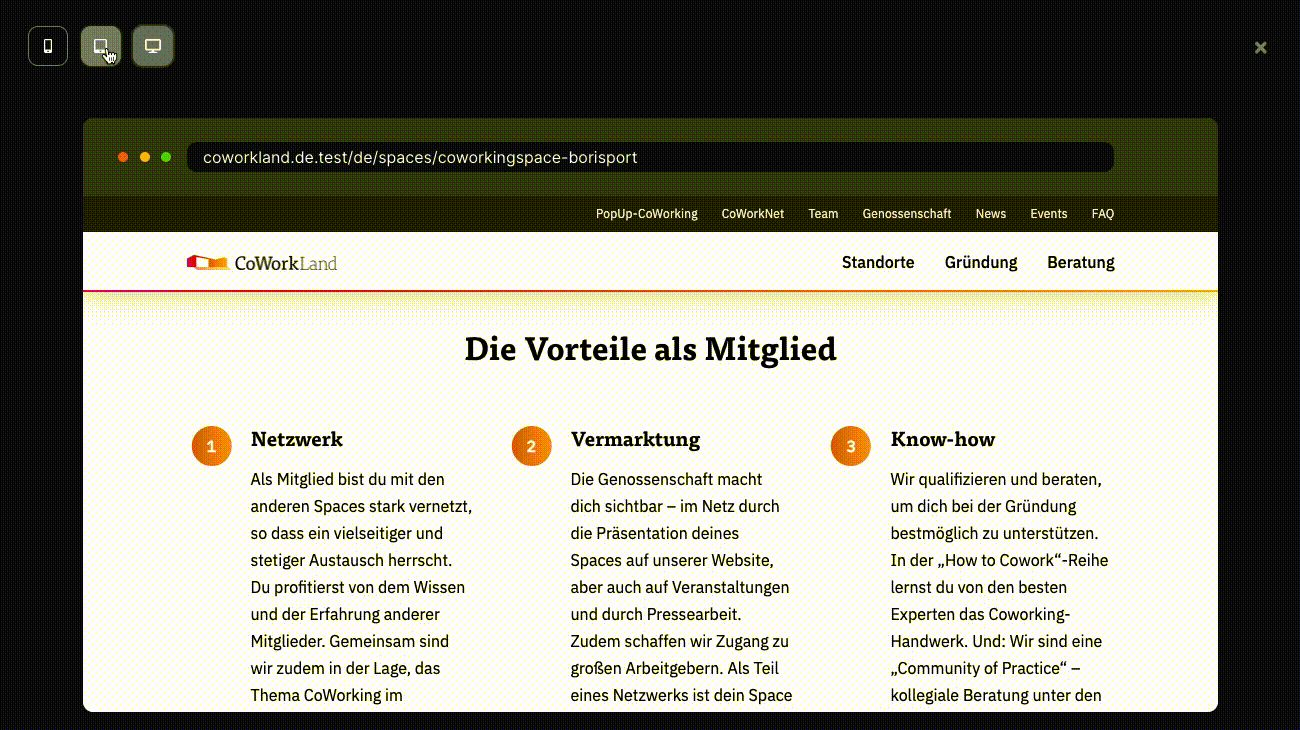 coworkland.de.test/de/spaces/coworkingspace-borisport
PopUp-CoWorking CoWorkNet Team Genossenschaft News Events FAQ
CoWorkLand
Standorte Gründung Beratung
Die Vorteile als Mitglied
1 Netzwerk
Als Mitglied bist du mit den
anderen Spaces stark vernetzt,
so dass ein vielseitiger und
stetiger Austausch herrscht.
Du profitierst von dem Wissen
und der Erfahrung anderer
Mitglieder. Gemeinsam sind
wir zudem in der Lage, das
Thema CoWorking im
2 Vermarktung
Die Genossenschaft macht
dich sichtbar – im Netz durch
die Präsentation deines
Spaces auf unserer Website,
aber auch auf Veranstaltungen
und durch Pressearbeit.
Zudem schaffen wir Zugang zu
großen Arbeitgebern. Als Teil
eines Netzwerks ist dein Space
3 Know-how
Wir qualifizieren und beraten,
um dich bei der Gründung
bestmöglich zu unterstützen.
In der „How to Cowork“-Reihe
lernst du von den besten
Experten das Coworking-
Handwerk. Und: Wir sind eine
„Community of Practice“ –
kollegiale Beratung unter den